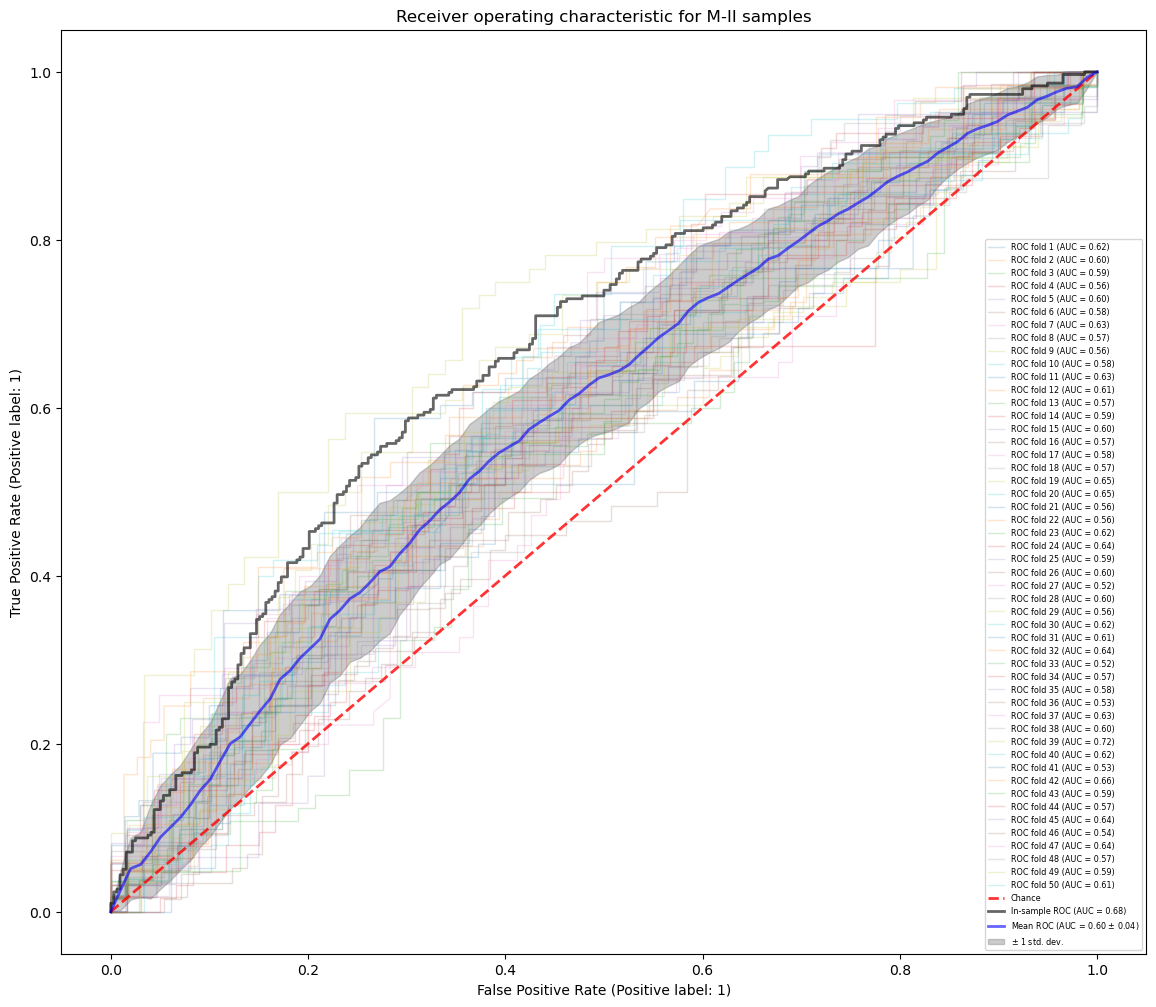 Receiver operating characteristic for M-II samples
True Positive Rate (Positive label: 1)
1.0
0.8
0.6
0.4
0.2
0.0
0.0
0.2
0.4
0.6
0.8
1.0
False Positive Rate (Positive label: 1)
ROC fold 1 (AUC = 0.62)
ROC fold 2 (AUC = 0.60)
ROC fold 3 (AUC = 0.59)
ROC fold 4 (AUC = 0.56)
ROC fold 5 (AUC = 0.60)
ROC fold 6 (AUC = 0.58)
ROC fold 7 (AUC = 0.63)
ROC fold 8 (AUC = 0.57)
ROC fold 9 (AUC = 0.56)
ROC fold 10 (AUC = 0.58)
ROC fold 11 (AUC = 0.63)
ROC fold 12 (AUC = 0.61)
ROC fold 13 (AUC = 0.57)
ROC fold 14 (AUC = 0.59)
ROC fold 15 (AUC = 0.60)
ROC fold 16 (AUC = 0.57)
ROC fold 17 (AUC = 0.58)
ROC fold 18 (AUC = 0.57)
ROC fold 19 (AUC = 0.65)
ROC fold 20 (AUC = 0.65)
ROC fold 21 (AUC = 0.56)
ROC fold 22 (AUC = 0.56)
ROC fold 23 (AUC = 0.62)
ROC fold 24 (AUC = 0.64)
ROC fold 25 (AUC = 0.59)
ROC fold 26 (AUC = 0.60)
ROC fold 27 (AUC = 0.52)
ROC fold 28 (AUC = 0.60)
ROC fold 29 (AUC = 0.56)
ROC fold 30 (AUC = 0.62)
ROC fold 31 (AUC = 0.61)
ROC fold 32 (AUC = 0.64)
ROC fold 33 (AUC = 0.52)
ROC fold 34 (AUC = 0.57)
ROC fold 35 (AUC = 0.58)
ROC fold 36 (AUC = 0.53)
ROC fold 37 (AUC = 0.63)
ROC fold 38 (AUC = 0.60)
ROC fold 39 (AUC = 0.72)
ROC fold 40 (AUC = 0.62)
ROC fold 41 (AUC = 0.53)
ROC fold 42 (AUC = 0.66)
ROC fold 43 (AUC = 0.59)
ROC fold 44 (AUC = 0.57)
ROC fold 45 (AUC = 0.64)
ROC fold 46 (AUC = 0.54)
ROC fold 47 (AUC = 0.64)
ROC fold 48 (AUC = 0.57)
ROC fold 49 (AUC = 0.59)
ROC fold 50 (AUC = 0.61)
Chance
In-sample ROC (AUC = 0.68)
Mean ROC (AUC = 0.60 ± 0.04)
± 1 std. dev.